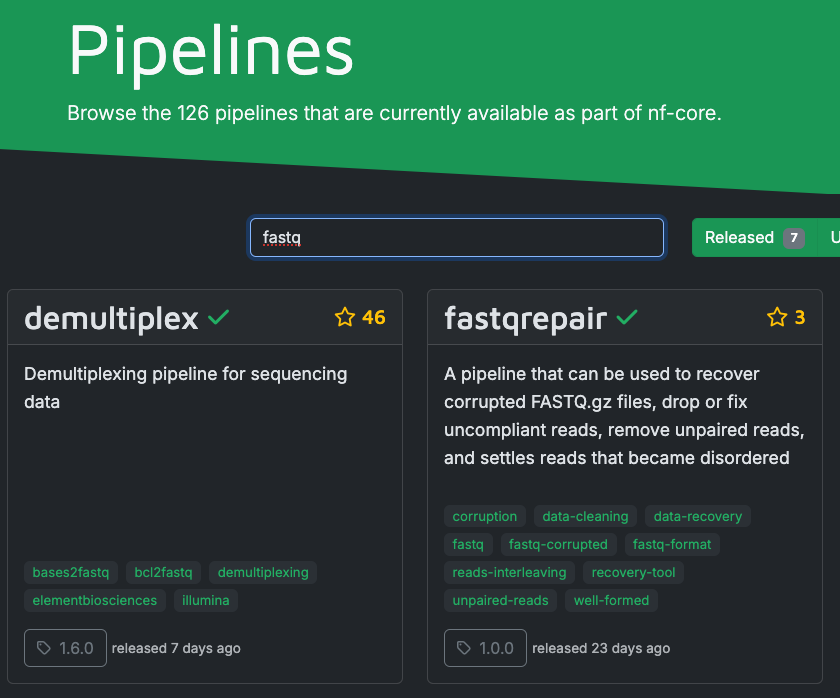 Pipelines
Browse the 126 pipelines that are currently available as part of nf-core.
fastq
Released 7 U
demultiplex 46
Demultiplexing pipeline for sequencing
data
bases2fastq bcl2fastq demultiplexing
elementbiosciences illumina
1.6.0 released 7 days ago
fastqrepair 3
A pipeline that can be used to recover
corrupted FASTQ.gz files, drop or fix
uncompliant reads, remove unpaired reads,
and settles reads that became disordered
corruption data-cleaning data-recovery
fastq fastq-corrupted fastq-format
reads-interleaving recovery-tool
unpaired-reads well-formed
1.0.0 released 23 days ago